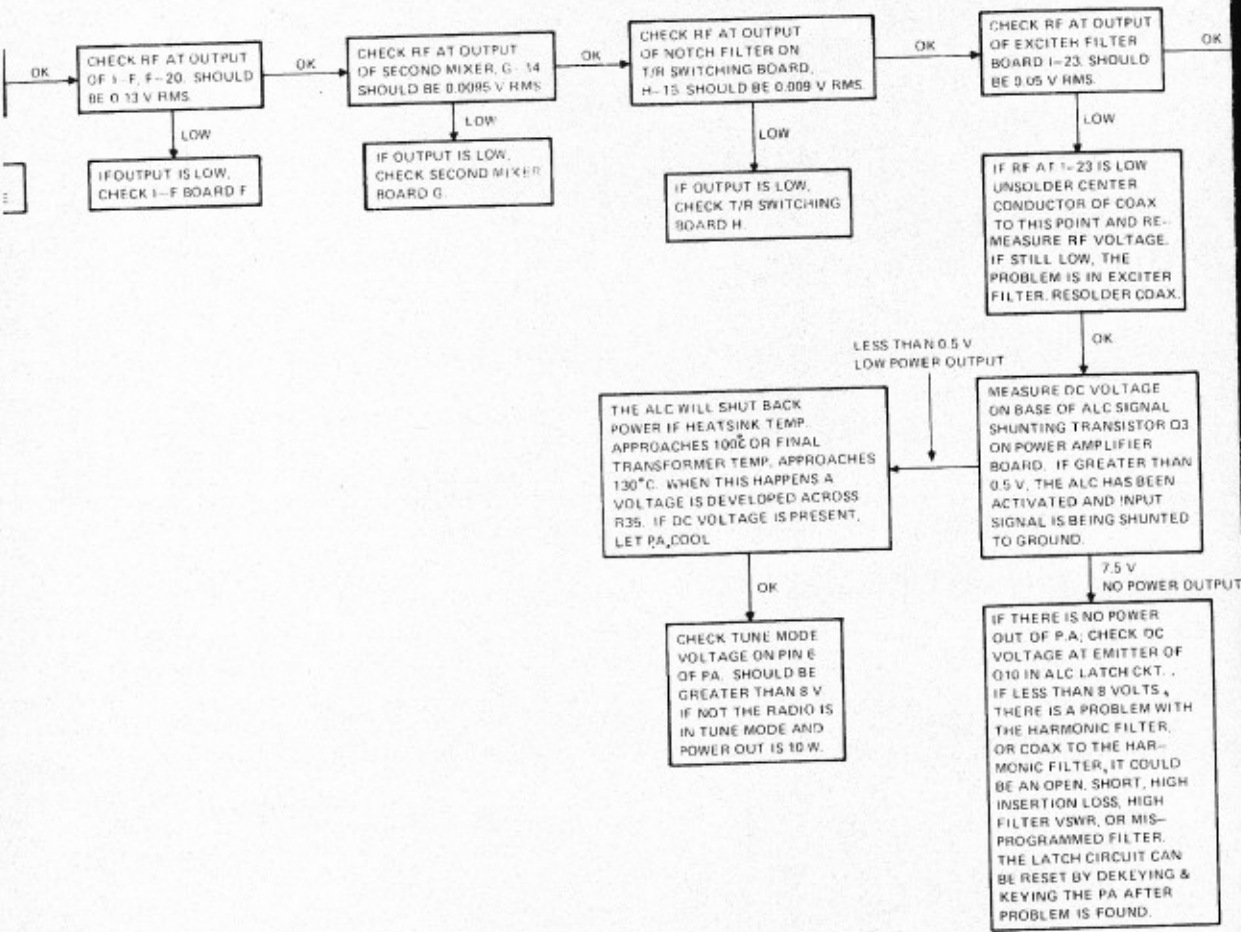 OK
CHECK RF AT OUTPUT
OF I-F, F-20. SHOULD
BE 0.13 V RMS.
OK
CHECK RF AT OUTPUT
OF SECOND MIXER, G-14
SHOULD BE 0.0095 V RMS
OK
CHECK RF AT OUTPUT
OF NOTCH FILTER ON
T/R SWITCHING BOARD,
H-15 SHOULD BE 0.009 V RMS.
OK
CHECK RF AT OUTPUT
OF EXCITER FILTER
BOARD I-23. SHOULD
BE 0.05 V RMS.
OK
LOW
LOW
LOW
LOW
E
IF OUTPUT IS LOW,
CHECK I-F BOARD F
IF OUTPUT IS LOW,
CHECK SECOND MIXER
BOARD G.
IF OUTPUT IS LOW,
CHECK T/R SWITCHING
BOARD H.
IF RF AT I-23 IS LOW
UNSOLDER CENTER
CONDUCTOR OF COAX
TO THIS POINT AND RE-
MEASURE RF VOLTAGE.
IF STILL LOW, THE
PROBLEM IS IN EXCITER
FILTER. RESOLDER COAX.
OK
LESS THAN 0.5 V
LOW POWER OUTPUT
MEASURE DC VOLTAGE
ON BASE OF ALC SIGNAL
SHUNTING TRANSISTOR Q3
ON POWER AMPLIFIER
BOARD. IF GREATER THAN
0.5 V, THE ALC HAS BEEN
ACTIVATED AND INPUT
SIGNAL IS BEING SHUNTED
TO GROUND.
THE ALC WILL SHUT BACK
POWER IF HEATSINK TEMP.
APPROACHES 100°C OR FINAL
TRANSFORMER TEMP. APPROACHES
130°C. WHEN THIS HAPPENS A
VOLTAGE IS DEVELOPED ACROSS
R35. IF DC VOLTAGE IS PRESENT,
LET PA COOL
OK
7.5 V
NO POWER OUTPUT
CHECK TUNE MODE
VOLTAGE ON PIN 6
OF PA. SHOULD BE
GREATER THAN 8 V
IF NOT THE RADIO IS
IN TUNE MODE AND
POWER OUT IS 10 W.
IF THERE IS NO POWER
OUT OF P.A; CHECK DC
VOLTAGE AT EMITTER OF
Q10 IN ALC LATCH CKT.
IF LESS THAN 8 VOLTS,
THERE IS A PROBLEM WITH
THE HARMONIC FILTER,
OR COAX TO THE HAR-
MONIC FILTER, IT COULD
BE AN OPEN, SHORT, HIGH
INSERTION LOSS, HIGH
FILTER VSWR, OR MIS-
PROGRAMMED FILTER.
THE LATCH CIRCUIT CAN
BE RESET BY DEKEYING &
KEYING THE PA AFTER
PROBLEM IS FOUND.